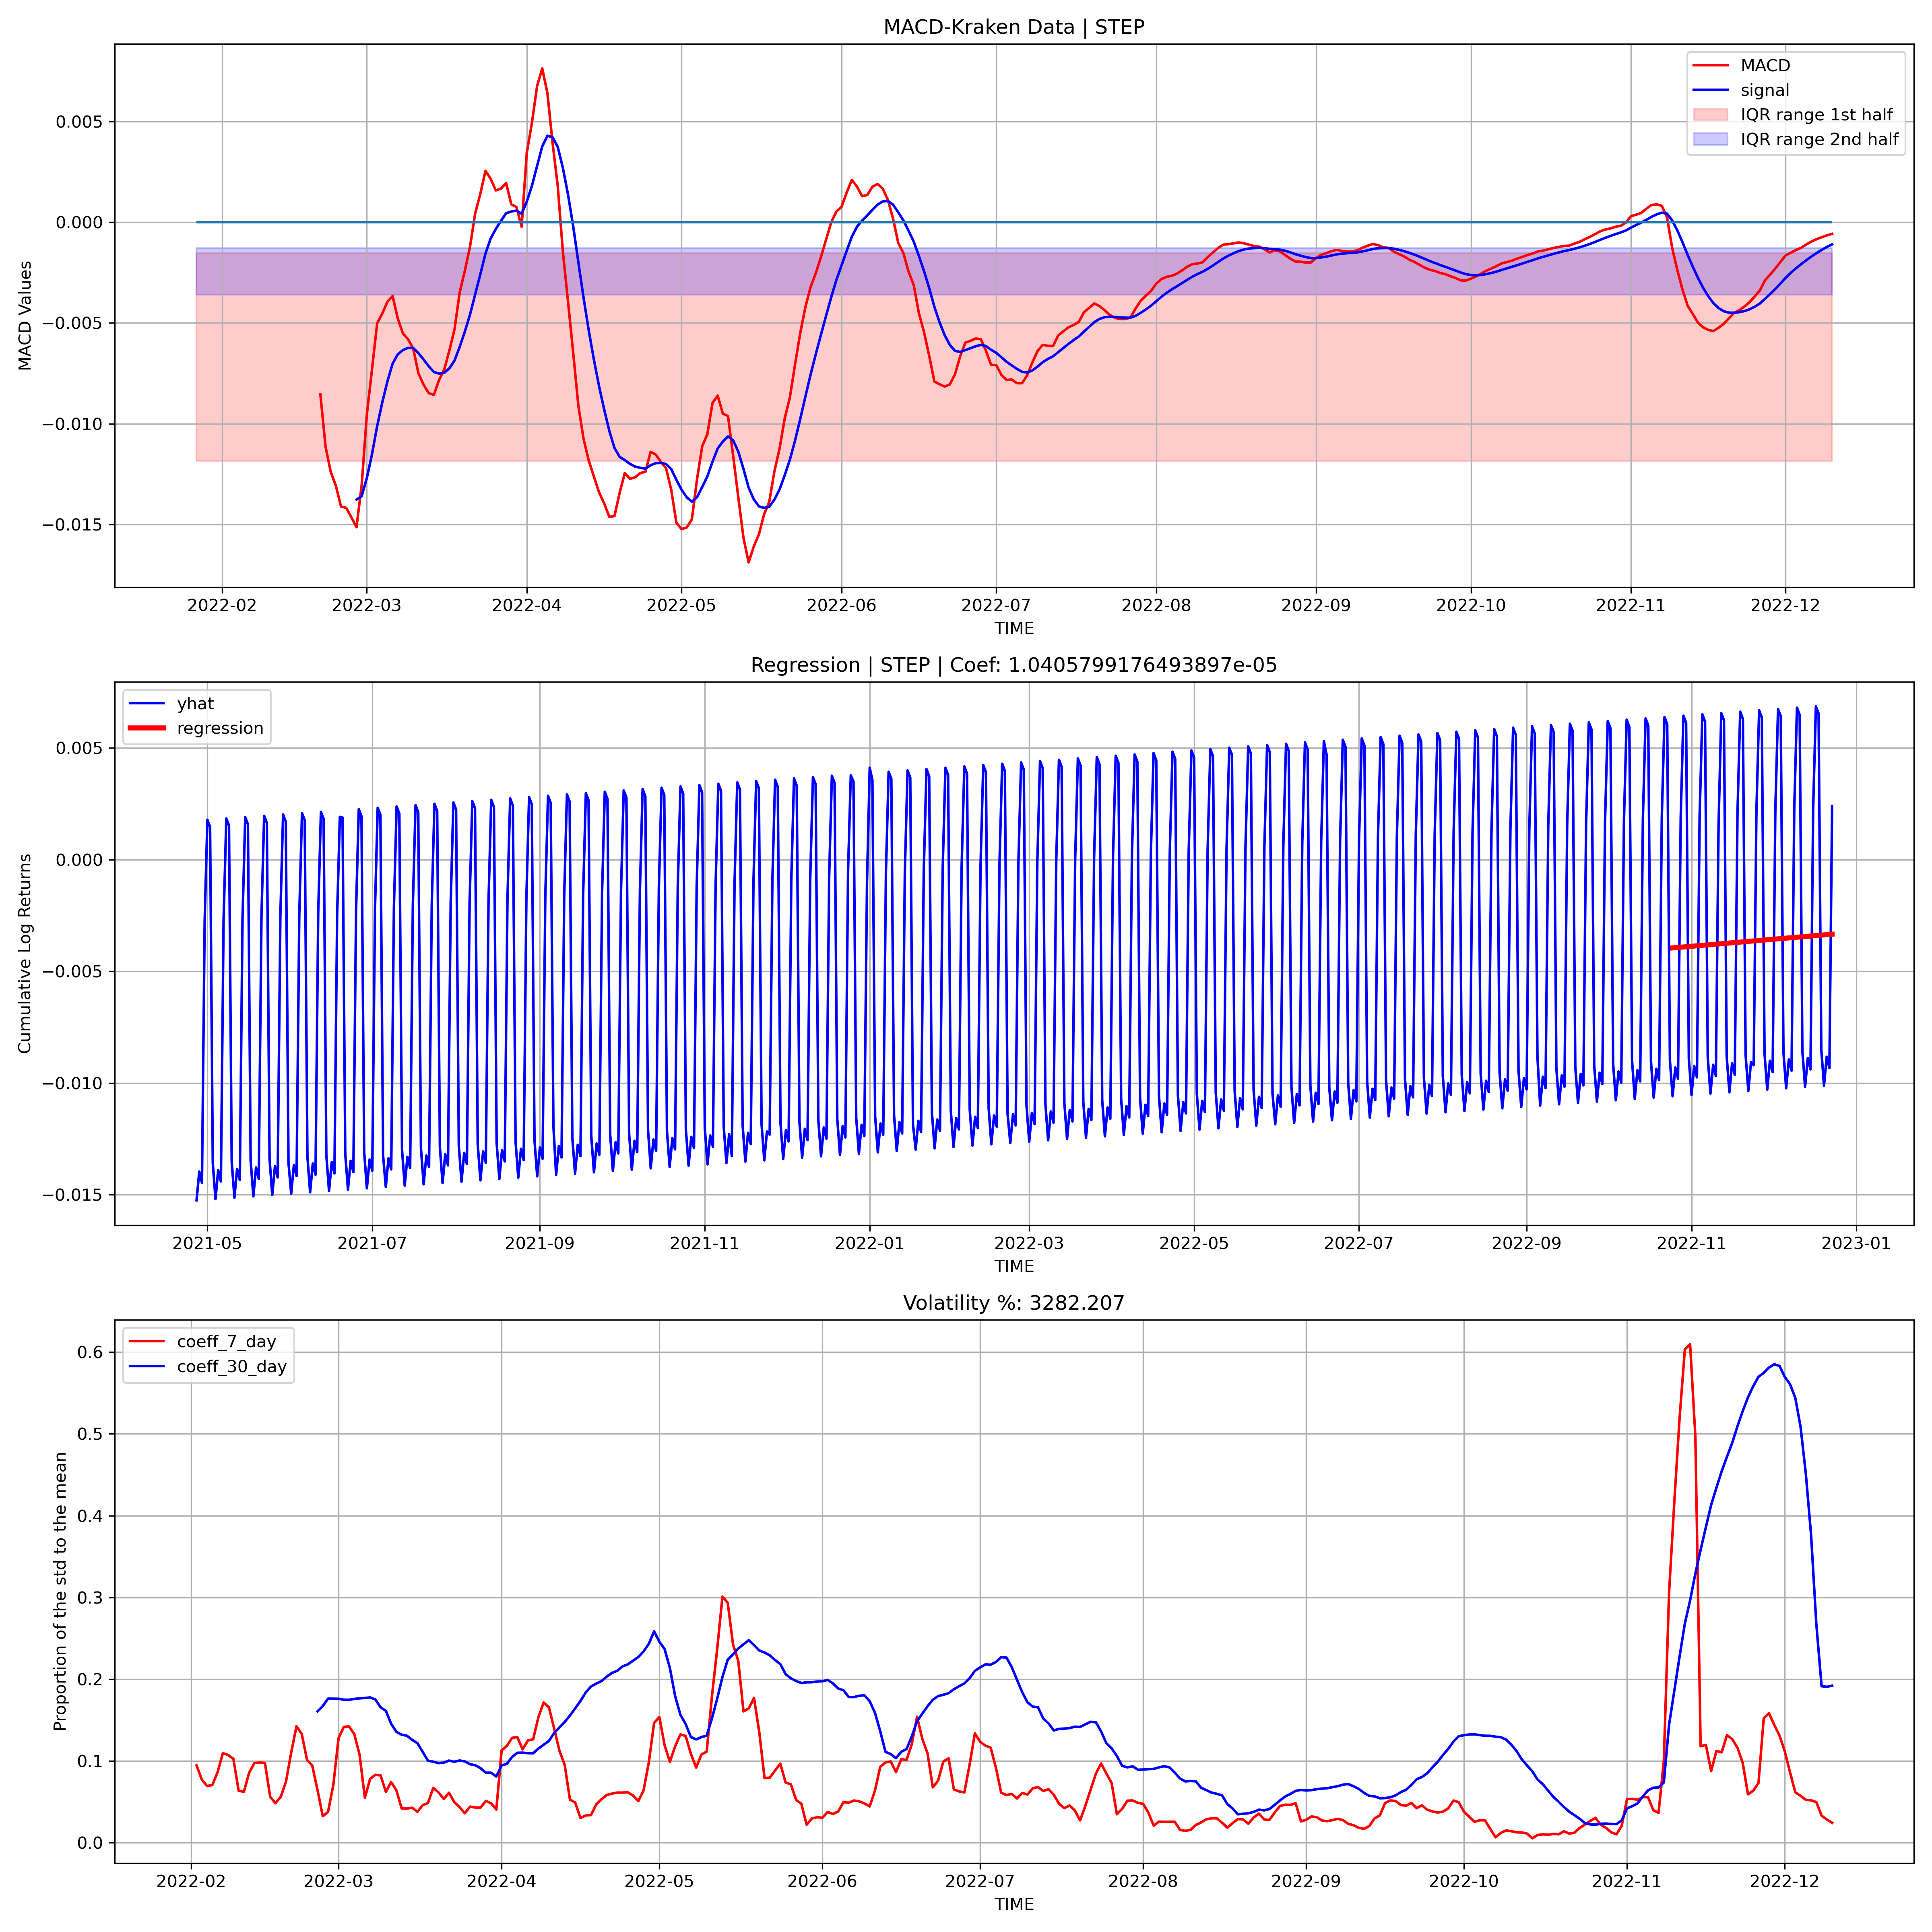 MACD-Kraken Data | STEP
MACD
signal
IQR range 1st half
IQR range 2nd half
MACD Values
0.005
0.000
−0.005
−0.010
−0.015
2022-02 2022-03 2022-04 2022-05 2022-06 2022-07 2022-08 2022-09 2022-10 2022-11 2022-12
TIME
Regression | STEP | Coef: 1.0405799176493897e-05
yhat
regression
Cumulative Log Returns
0.005
0.000
−0.005
−0.010
−0.015
2021-05 2021-07 2021-09 2021-11 2022-01 2022-03 2022-05 2022-07 2022-09 2022-11 2023-01
TIME
Volatility %: 3282.207
coeff_7_day
coeff_30_day
Proportion of the std to the mean
0.6
0.5
0.4
0.3
0.2
0.1
0.0
2022-02 2022-03 2022-04 2022-05 2022-06 2022-07 2022-08 2022-09 2022-10 2022-11 2022-12
TIME